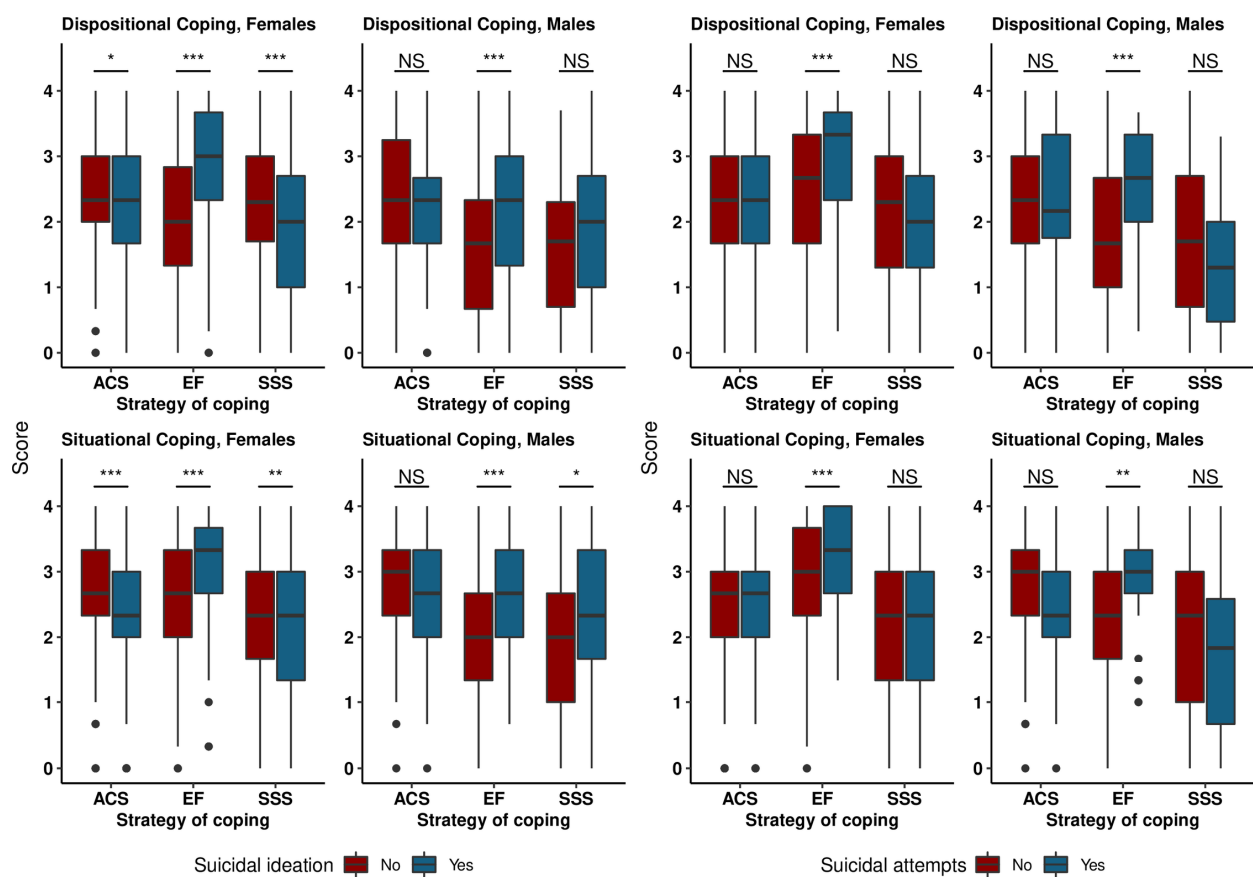 Dispositional Coping, Females
* *** ***
4
3
2
1
0
ACS EF SSS
Strategy of coping
Dispositional Coping, Males
NS *** NS
4
3
2
1
0
ACS EF SSS
Strategy of coping
Score
Situational Coping, Females
*** *** **
4
3
2
1
0
ACS EF SSS
Strategy of coping
Situational Coping, Males
NS *** *
4
3
2
1
0
ACS EF SSS
Strategy of coping
Suicidal ideation No Yes
Dispositional Coping, Females
NS *** NS
4
3
2
1
0
ACS EF SSS
Strategy of coping
Dispositional Coping, Males
NS *** NS
4
3
2
1
0
ACS EF SSS
Strategy of coping
Score
Situational Coping, Females
NS *** NS
4
3
2
1
0
ACS EF SSS
Strategy of coping
Situational Coping, Males
NS ** NS
4
3
2
1
0
ACS EF SSS
Strategy of coping
Suicidal attempts No Yes